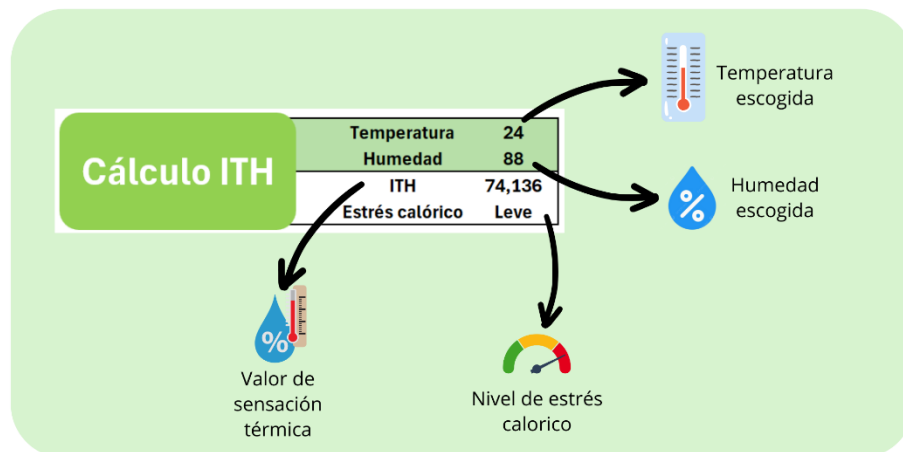 Cálculo ITH
Temperatura 24
Humedad 88
ITH 74,136
Estrés calórico Leve
Temperatura
escogida
%
Humedad
escogida
%
Valor de
sensación
térmica
Nivel de estrés
calorico